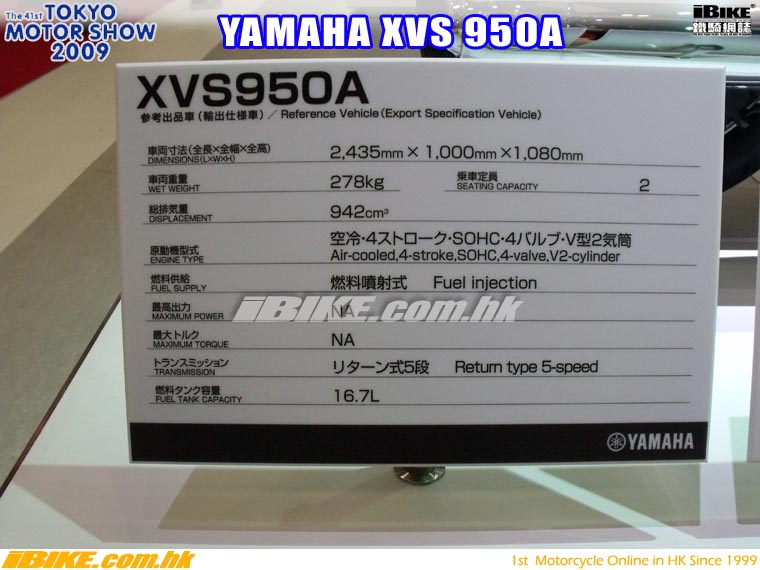 The 41st TOKYO
MOTOR SHOW
2009
YAMAHA XVS 950A
iBIKE
鐵騎網誌
XVS950A
参考出品車(輸出仕様車)/ Reference Vehicle(Export Specification Vehicle)
車両寸法(全長×全幅×全高) 2,435mm×1,000mm×1,080mm
DIMENSIONS(L×W×H)
車両重量 278kg 乗車定員 2
WET WEIGHT SEATING CAPACITY
総排気量 942cm³
DISPLACEMENT
原動機型式 空冷・4ストローク・SOHC・4バルブ・V型2気筒
ENGINE TYPE Air-cooled,4-stroke,SOHC,4-valve,V2-cylinder
燃料供給 燃料噴射式 Fuel injection
FUEL SUPPLY
iBIKE.com.hk
最高出力 NA
MAXIMUM POWER
最大トルク NA
MAXIMUM TORQUE
トランスミッション リターン式5段 Return type 5-speed
TRANSMISSION
燃料タンク容量 16.7L
FUEL TANK CAPACITY
YAMAHA
iBIKE.com.hk
1st Motorcycle Online in HK Since 1999